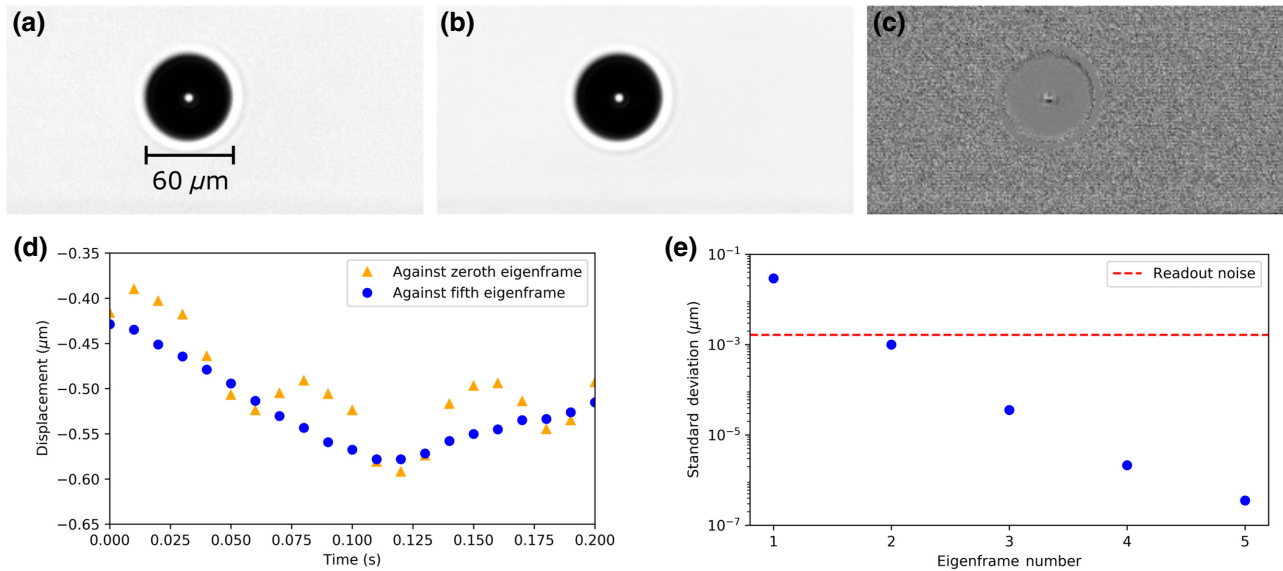 (a)
60 μm
(b)
(c)
(d)
Displacement (μm)
−0.35
−0.40
−0.45
−0.50
−0.55
−0.60
−0.65
Against zeroth eigenframe
Against fifth eigenframe
0.000 0.025 0.050 0.075 0.100 0.125 0.150 0.175 0.200
Time (s)
(e)
Standard deviation (μm)
10⁻¹
10⁻³
10⁻⁵
10⁻⁷
Readout noise
1 2 3 4 5
Eigenframe number